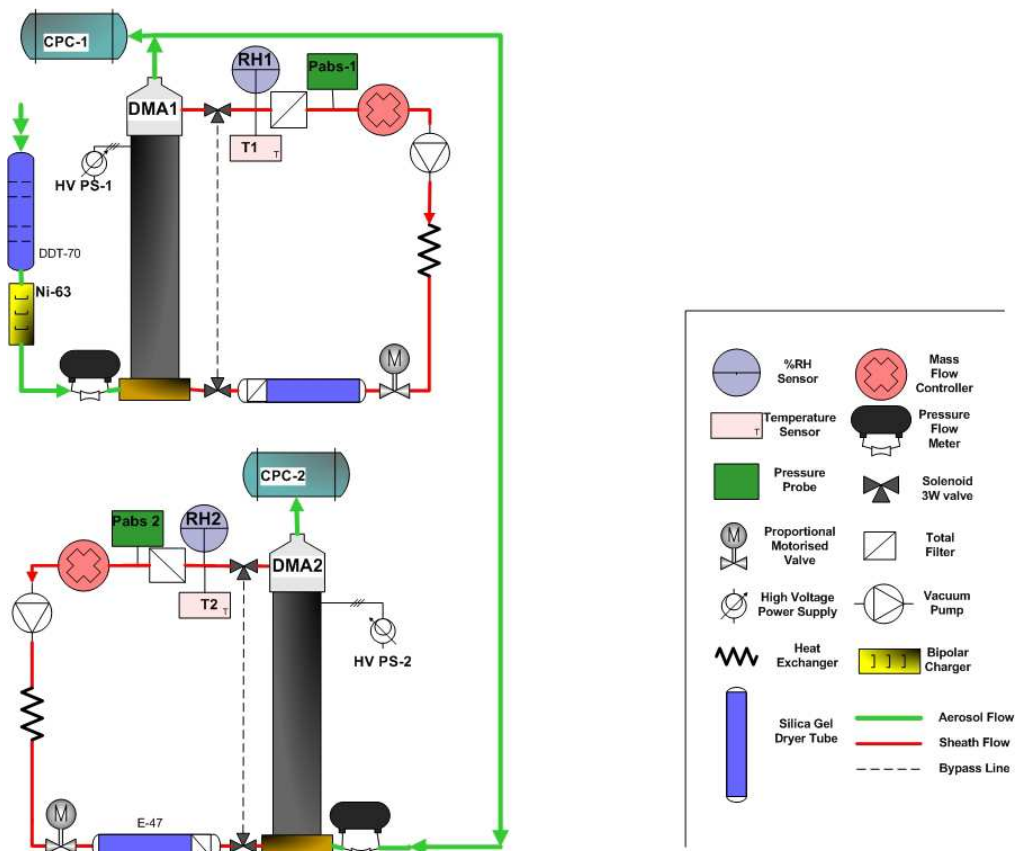 CPC-1
RH1
Pabs-1
DMA1
T1
T
HV PS-1
DDT-70
Ni-63
M
CPC-2
Pabs 2
RH2
DMA2
T2
T
HV PS-2
M
E-47
%RH
Sensor
Mass
Flow
Controller
Temperature
Sensor
T
Pressure
Flow
Meter
Pressure
Probe
Solenoid
3W valve
M
Proportional
Motorised
Valve
Total
Filter
High Voltage
Power Supply
Vacuum
Pump
Heat
Exchanger
Bipolar
Charger
Silica Gel
Dryer Tube
Aerosol Flow
Sheath Flow
Bypass Line